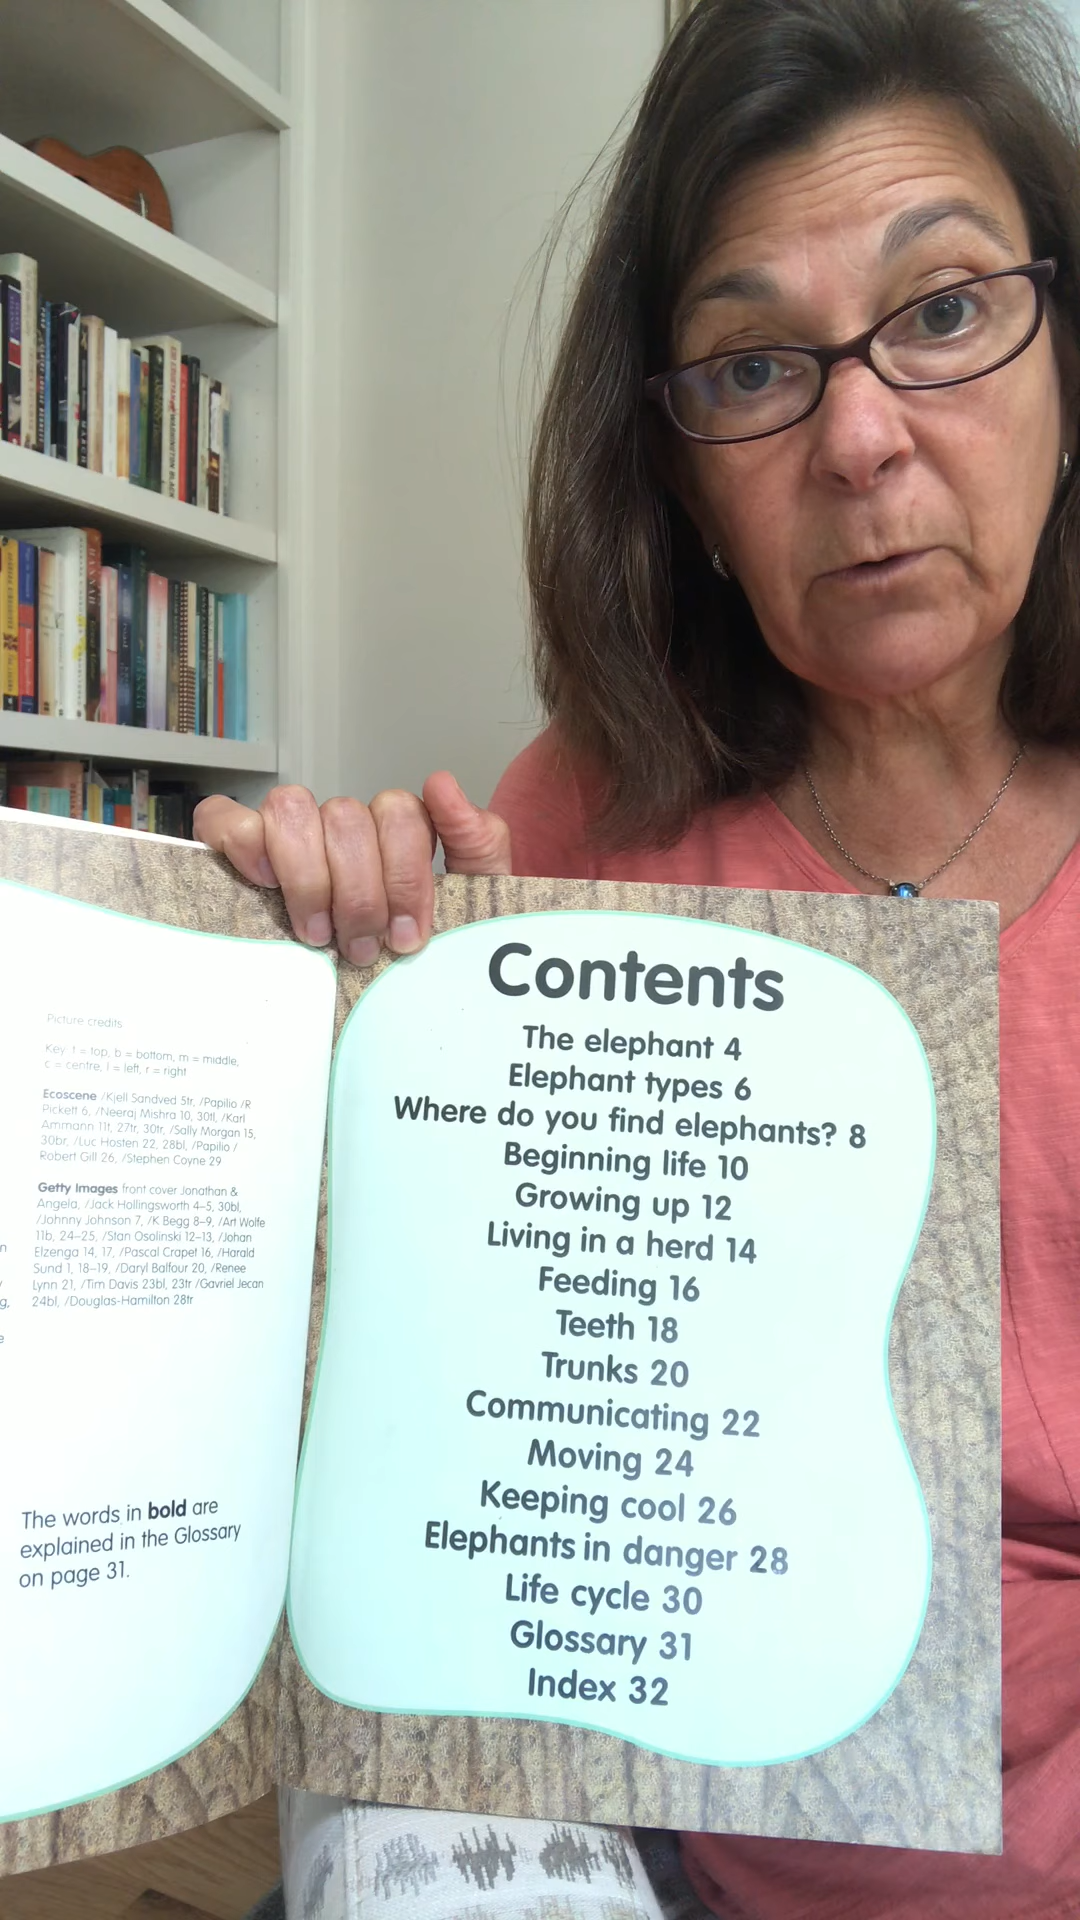 Picture credits
Key: t = top, b = bottom, m = middle,
c = centre, l = left, r = right
Ecoscene /Kjell Sandved 5tr, /Papilio /R
Pickett 6, /Neeraj Mishra 10, 30tl, /Karl
Ammann 11t, 27tr, 30tr, /Sally Morgan 15,
30br, /Luc Hosten 22, 28bl, /Papilio /
Robert Gill 26, /Stephen Coyne 29
Getty Images front cover Jonathan &
Angela, /Jack Hollingsworth 4–5, 30bl,
/Johnny Johnson 7, /K Begg 8–9, /Art Wolfe
11b, 24–25, /Stan Osolinski 12–13, /Johan
Elzenga 14, 17, /Pascal Crapet 16, /Harald
Sund 1, 18–19, /Daryl Balfour 20, /Renee
Lynn 21, /Tim Davis 23bl, 23tr /Gavriel Jecan
24bl, /Douglas-Hamilton 28tr
The words in bold are
explained in the Glossary
on page 31.
Contents
The elephant 4
Elephant types 6
Where do you find elephants? 8
Beginning life 10
Growing up 12
Living in a herd 14
Feeding 16
Teeth 18
Trunks 20
Communicating 22
Moving 24
Keeping cool 26
Elephants in danger 28
Life cycle 30
Glossary 31
Index 32